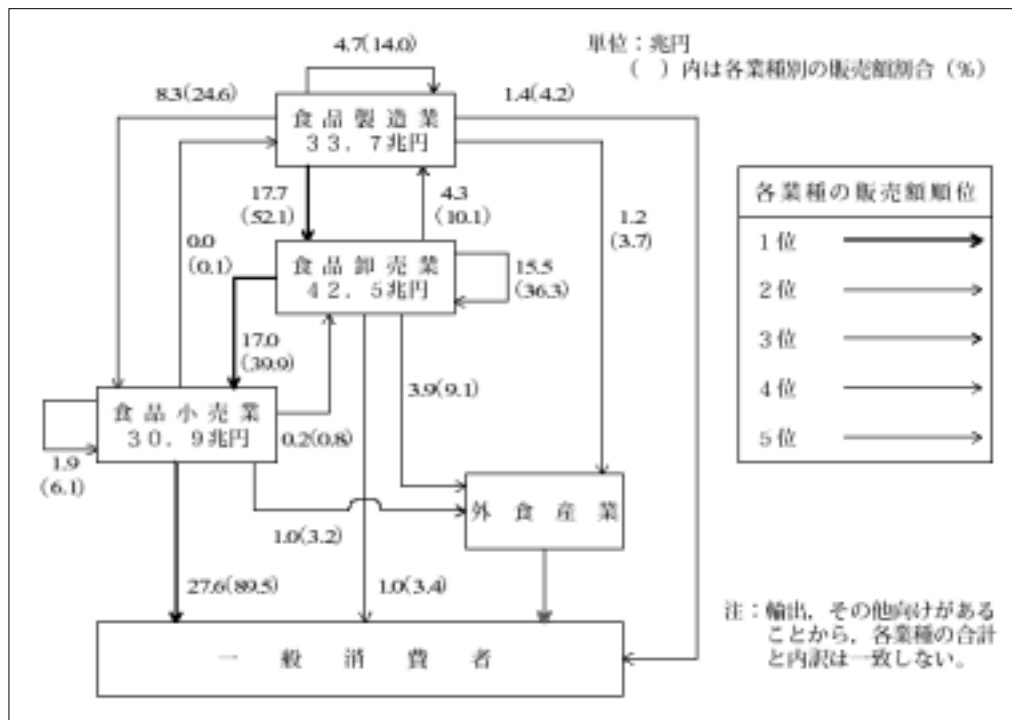 4.7(14.0)
単位：兆円
（　）内は各業種別の販売額割合（%）
8.3(24.6)
1.4(4.2)
食品製造業
33．7兆円
17.7
(52.1)
4.3
(10.1)
1.2
(3.7)
0.0
(0.1)
食品卸売業
42．5兆円
15.5
(36.3)
17.0
(39.9)
3.9(9.1)
食品小売業
30．9兆円
0.2(0.8)
1.9
(6.1)
外食産業
1.0(3.2)
27.6(89.5)
1.0(3.4)
一般消費者
各業種の販売額順位
1位
2位
3位
4位
5位
注：輸出，その他向けがある
ことから，各業種の合計
と内訳は一致しない。